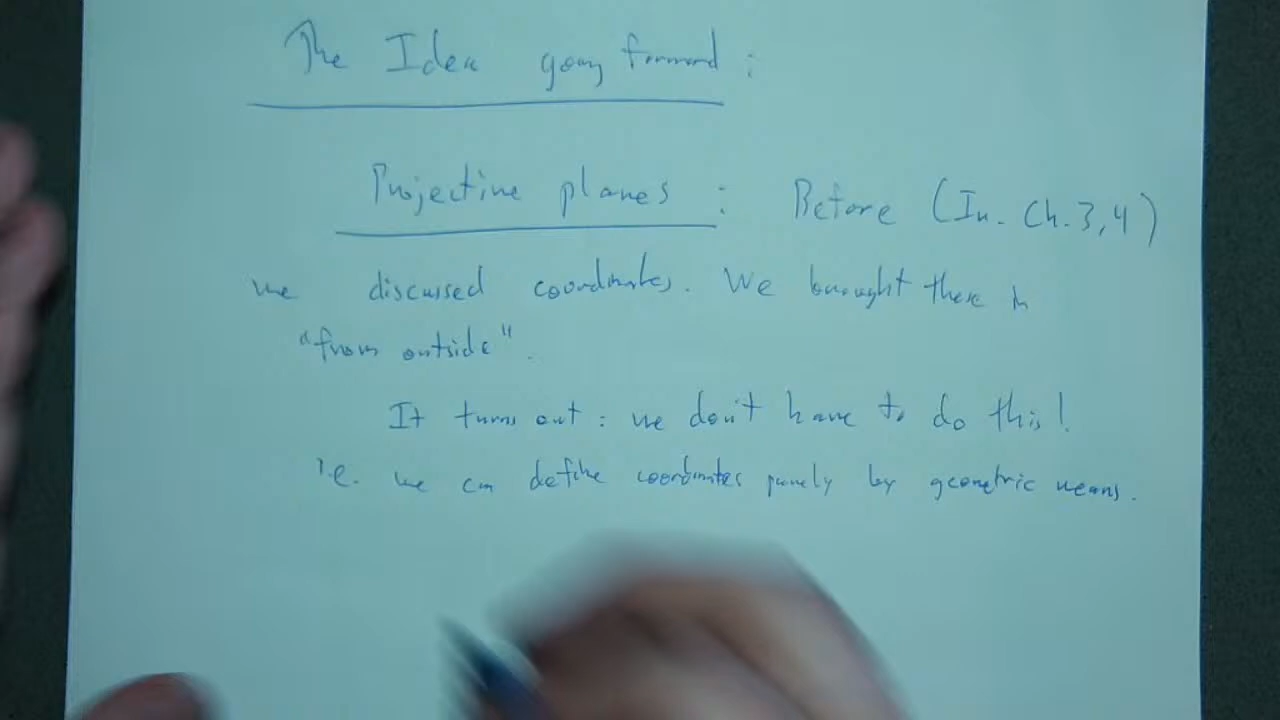 The Idea going forward :
Projective planes : Before (In Ch. 3, 4)
we discussed coordinates. We brought these in
"from outside".
It turns out : we don't have to do this!
i.e. we can define coordinates purely by geometric means.